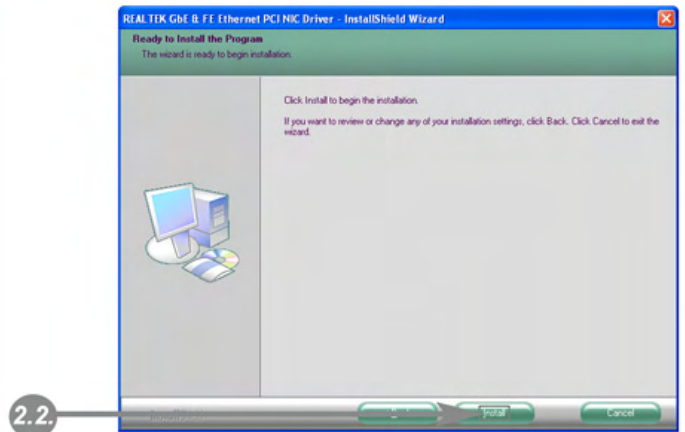 REALTEK GbE & FE Ethernet PCI NIC Driver - InstallShield Wizard
Ready to Install the Program
The wizard is ready to begin installation.
Click Install to begin the installation.
If you want to review or change any of your installation settings, click Back. Click Cancel to exit the
wizard.
2.2.
Install
Cancel